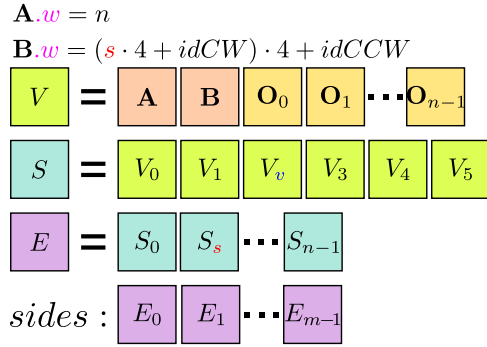 A.w = n
B.w = (s · 4 + idCW) · 4 + idCCW
V = A B O₀ O₁ ··· Oₙ₋₁
S = V₀ V₁ Vᵥ V₃ V₄ V₅
E = S₀ Sₛ ··· Sₙ₋₁
sides : E₀ E₁ ··· Eₘ₋₁